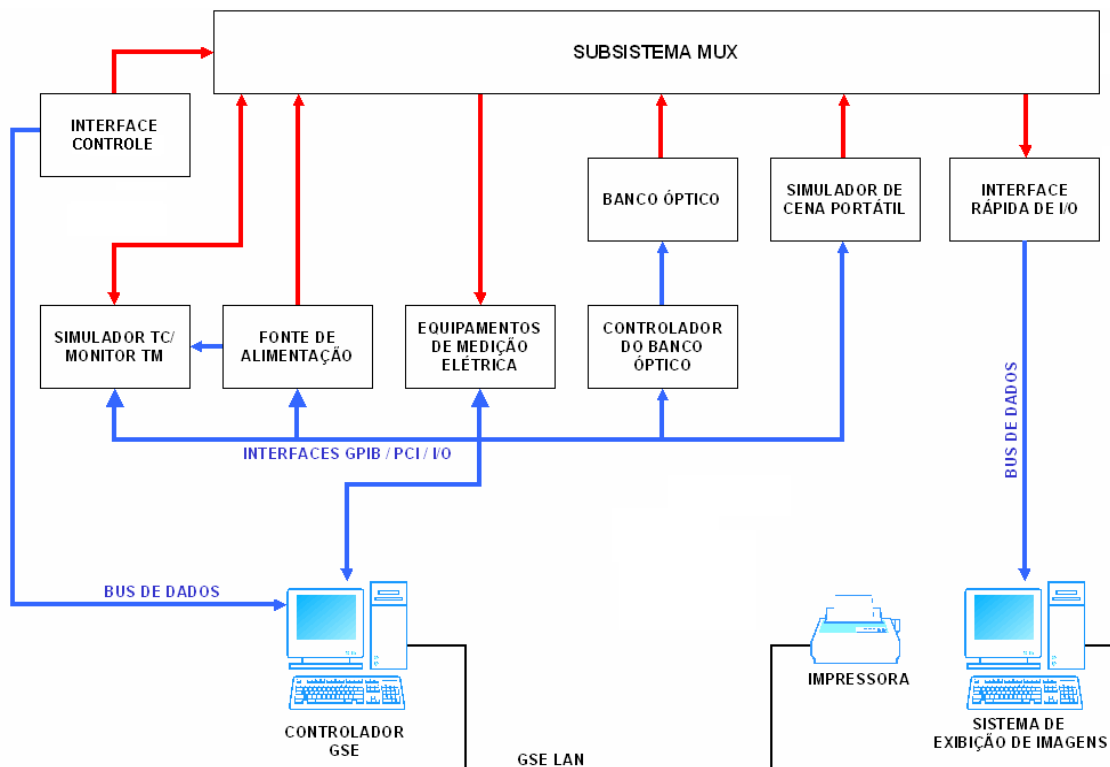 SUBSISTEMA MUX
INTERFACE
CONTROLE
BANCO ÓPTICO
SIMULADOR DE
CENA PORTÁTIL
INTERFACE
RÁPIDA DE I/O
SIMULADOR TC/
MONITOR TM
FONTE DE
ALIMENTAÇÃO
EQUIPAMENTOS
DE MEDIÇÃO
ELÉTRICA
CONTROLADOR
DO BANCO
ÓPTICO
INTERFACES GPIB / PCI / I/O
BUS DE DADOS
BUS DE DADOS
CONTROLADOR
GSE
IMPRESSORA
SISTEMA DE
EXIBIÇÃO DE IMAGENS
GSE LAN